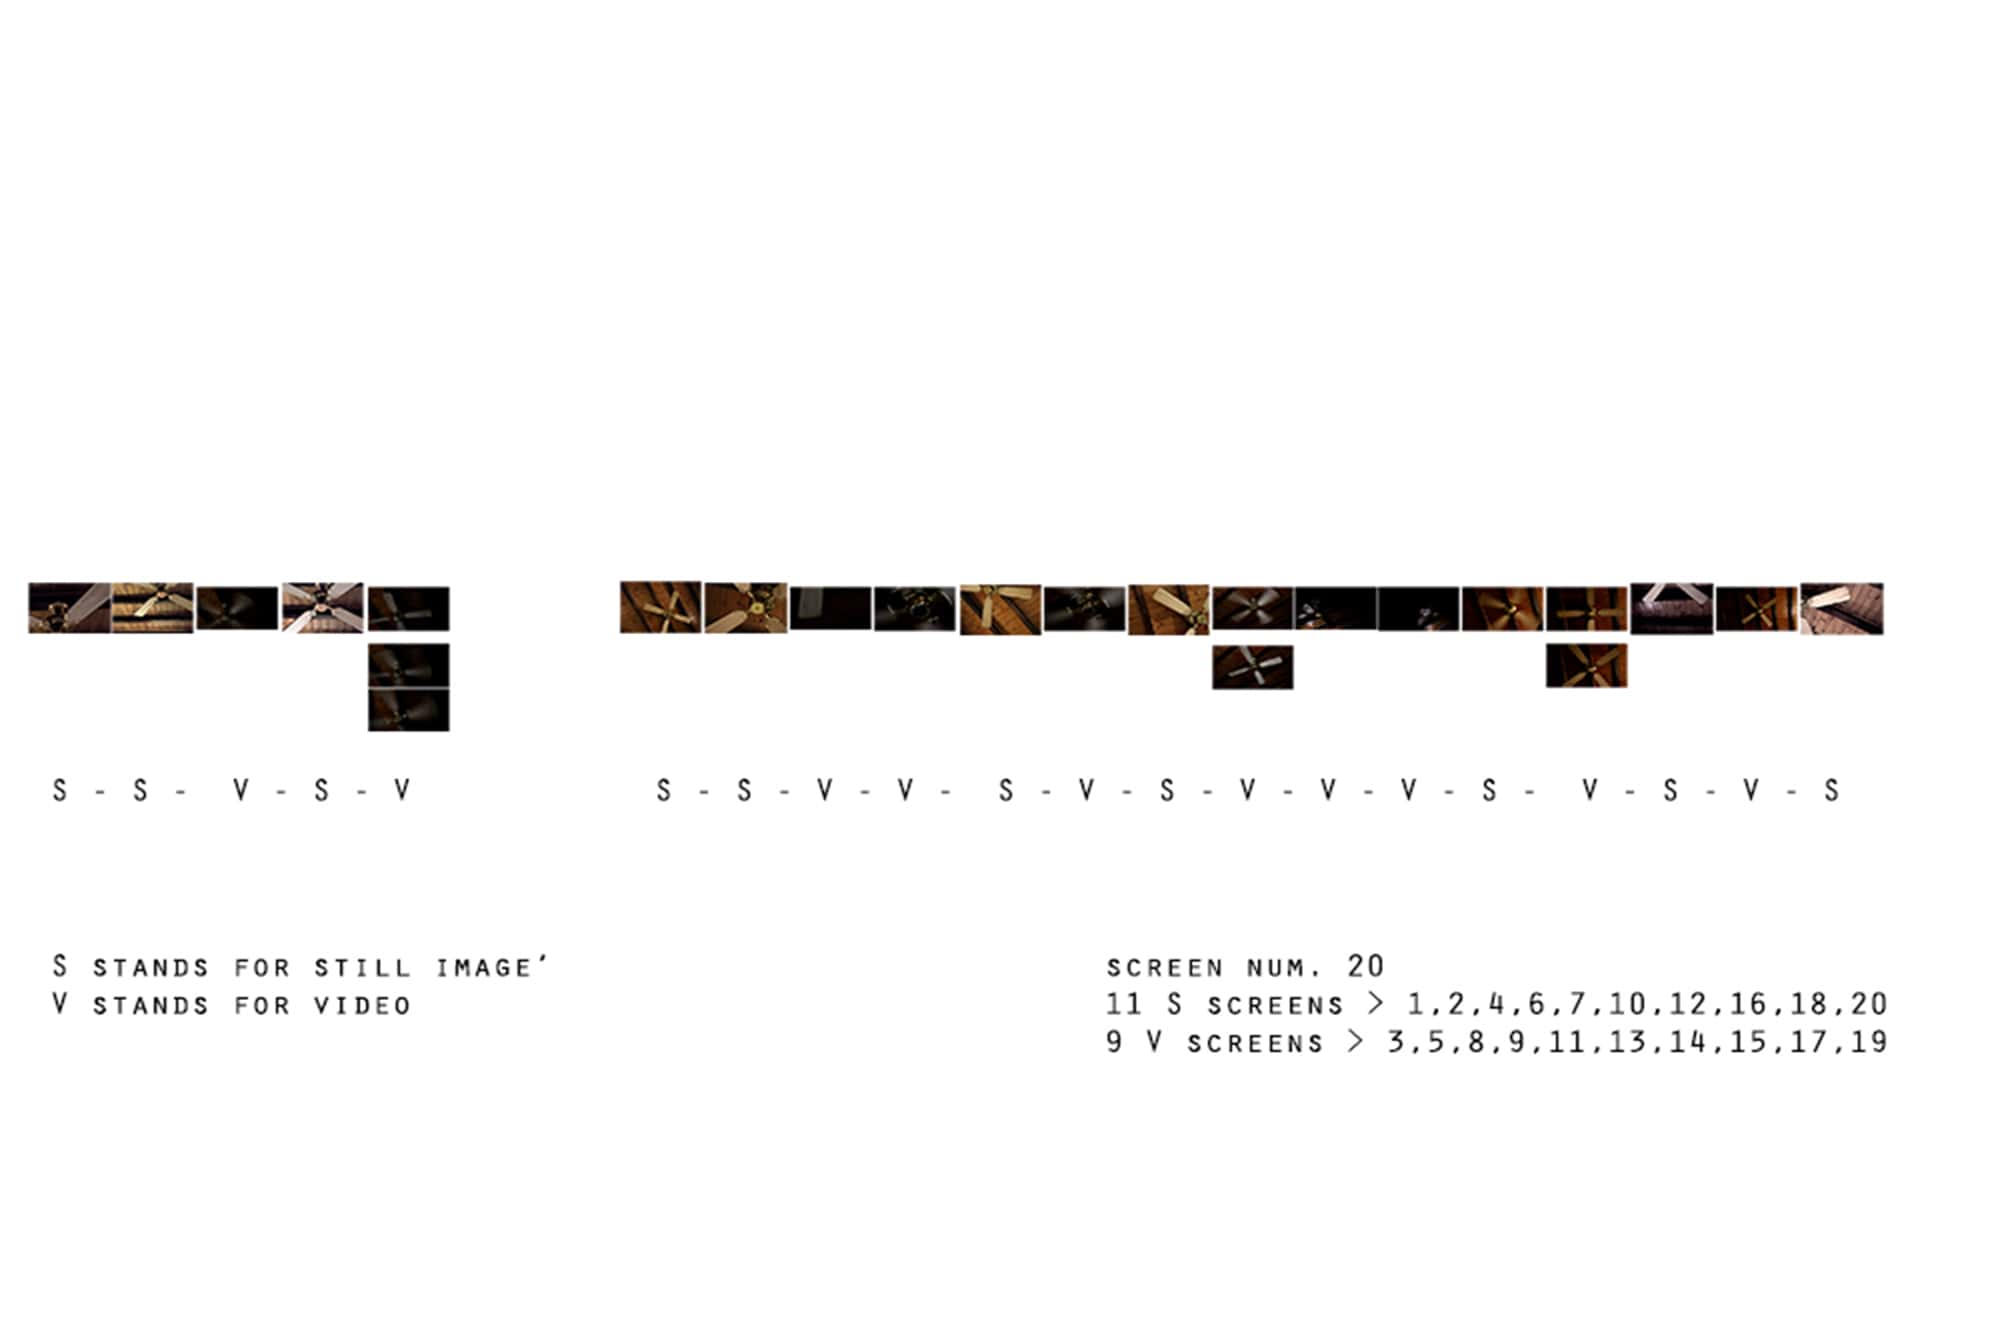 S - S -  V - S - V
S - S - V - V -  S - V - S - V - V - V - S -  V - S - V - S
S STANDS FOR STILL IMAGE'
V STANDS FOR VIDEO
SCREEN NUM. 20
11 S SCREENS > 1,2,4,6,7,10,12,16,18,20
9 V SCREENS > 3,5,8,9,11,13,14,15,17,19